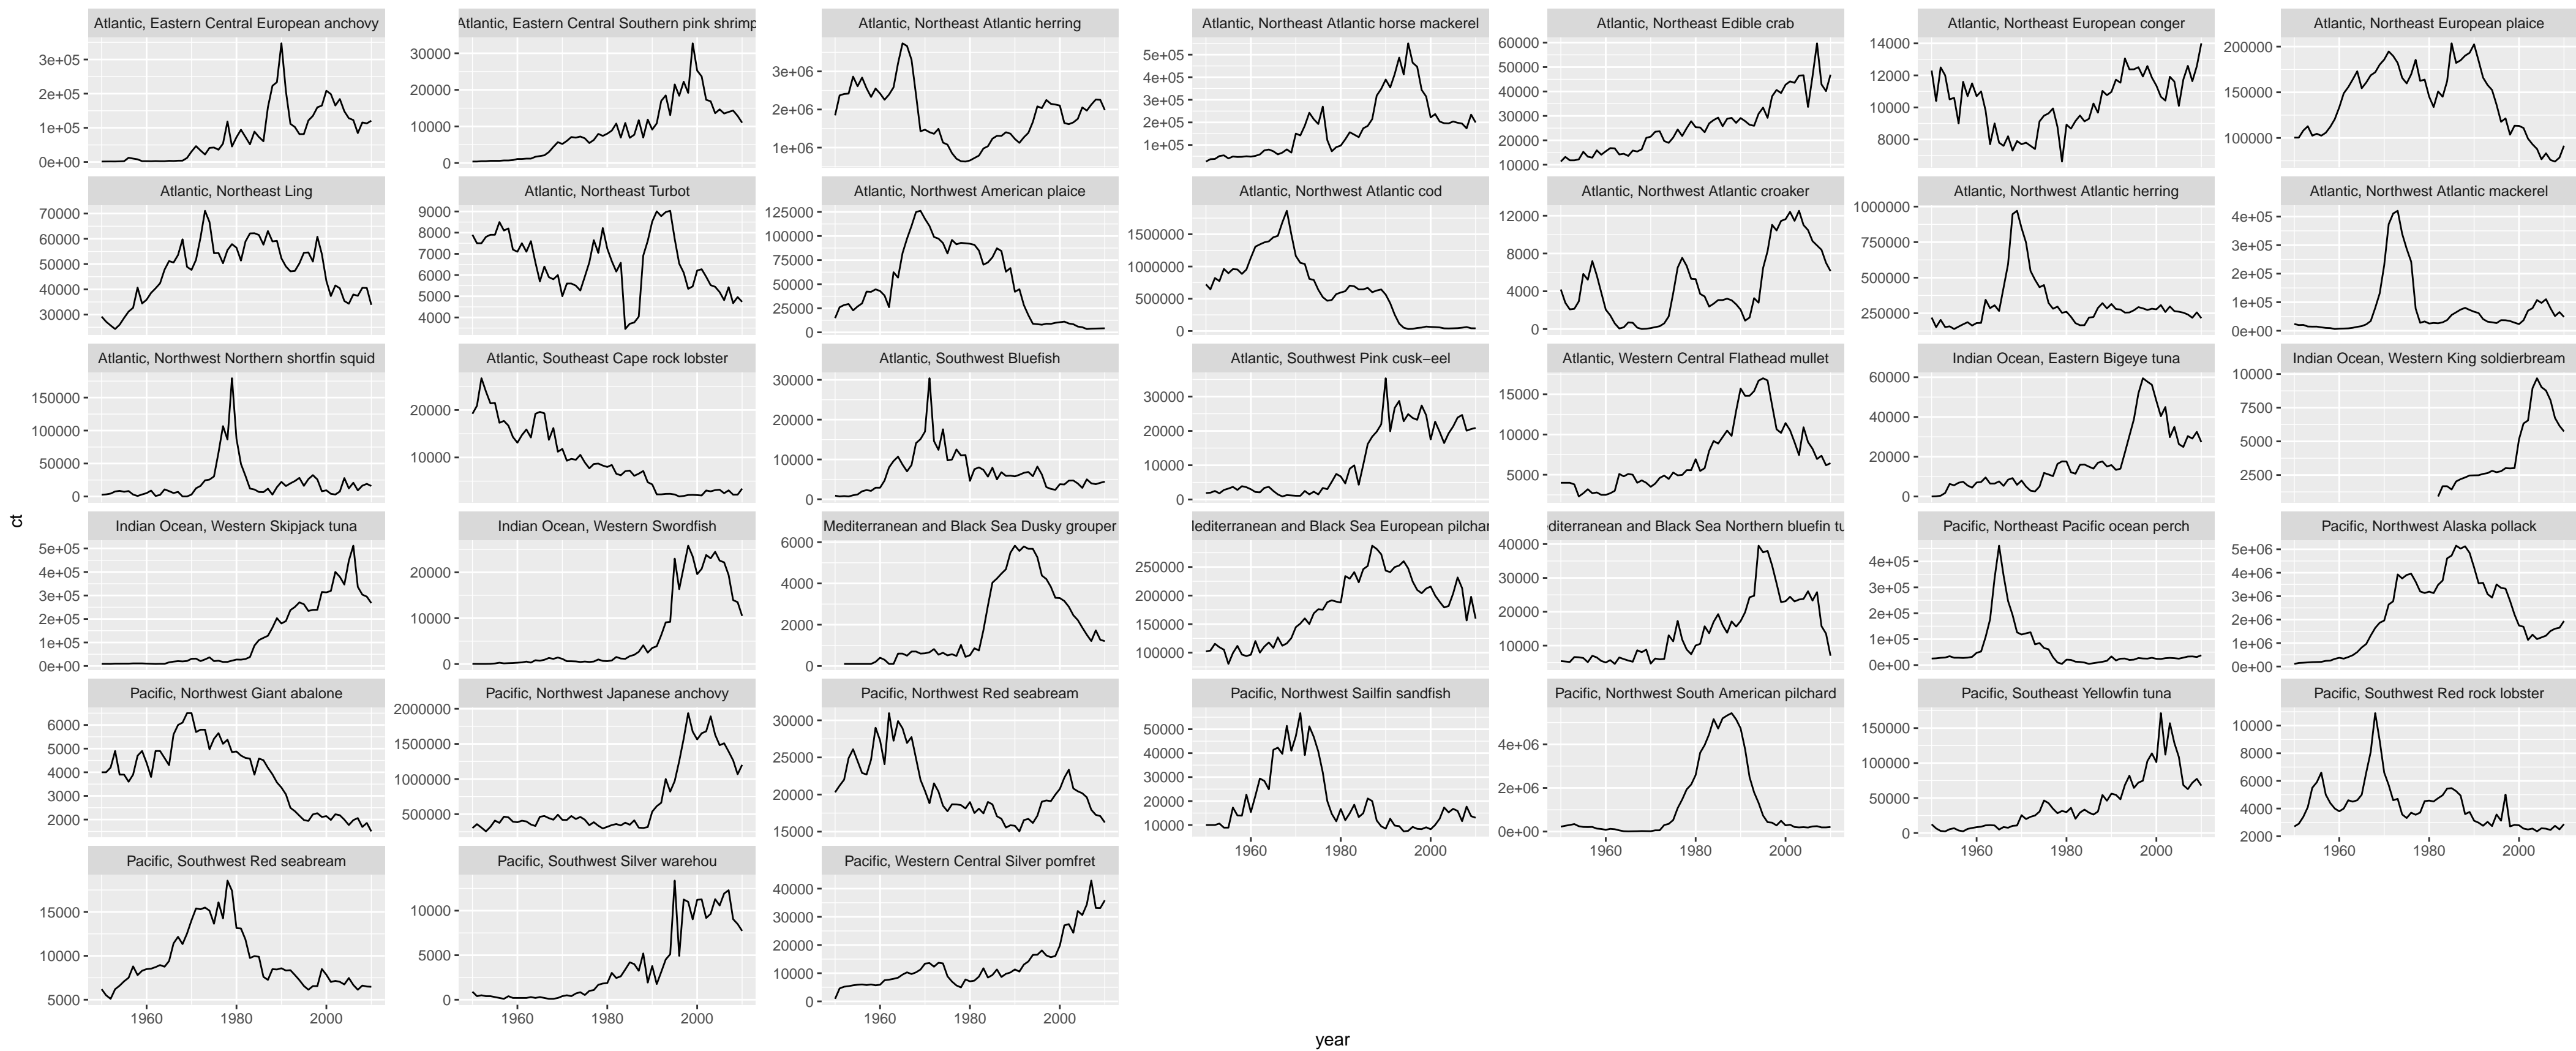 Atlantic, Eastern Central European anchovy
Atlantic, Eastern Central Southern pink shrimp
Atlantic, Northeast Atlantic herring
Atlantic, Northeast Atlantic horse mackerel
Atlantic, Northeast Edible crab
Atlantic, Northeast European conger
Atlantic, Northeast European plaice
3e+05
2e+05
1e+05
0e+00
30000
20000
10000
0
3e+06
2e+06
1e+06
5e+05
4e+05
3e+05
2e+05
1e+05
60000
50000
40000
30000
20000
10000
14000
12000
10000
8000
200000
150000
100000
Atlantic, Northeast Ling
Atlantic, Northeast Turbot
Atlantic, Northwest American plaice
Atlantic, Northwest Atlantic cod
Atlantic, Northwest Atlantic croaker
Atlantic, Northwest Atlantic herring
Atlantic, Northwest Atlantic mackerel
70000
60000
50000
40000
30000
9000
8000
7000
6000
5000
4000
125000
100000
75000
50000
25000
0
1500000
1000000
500000
0
12000
8000
4000
0
1000000
750000
500000
250000
4e+05
3e+05
2e+05
1e+05
0e+00
Atlantic, Northwest Northern shortfin squid
Atlantic, Southeast Cape rock lobster
Atlantic, Southwest Bluefish
Atlantic, Southwest Pink cusk−eel
Atlantic, Western Central Flathead mullet
Indian Ocean, Eastern Bigeye tuna
Indian Ocean, Western King soldierbream
150000
100000
50000
0
20000
10000
30000
20000
10000
0
30000
20000
10000
0
15000
10000
5000
60000
40000
20000
0
10000
7500
5000
2500
ct
Indian Ocean, Western Skipjack tuna
Indian Ocean, Western Swordfish
Mediterranean and Black Sea Dusky grouper
lediterranean and Black Sea European pilchar
editerranean and Black Sea Northern bluefin tu
Pacific, Northeast Pacific ocean perch
Pacific, Northwest Alaska pollack
5e+05
4e+05
3e+05
2e+05
1e+05
0e+00
20000
10000
0
6000
4000
2000
0
250000
200000
150000
100000
40000
30000
20000
10000
4e+05
3e+05
2e+05
1e+05
0e+00
5e+06
4e+06
3e+06
2e+06
1e+06
0e+00
Pacific, Northwest Giant abalone
Pacific, Northwest Japanese anchovy
Pacific, Northwest Red seabream
Pacific, Northwest Sailfin sandfish
Pacific, Northwest South American pilchard
Pacific, Southeast Yellowfin tuna
Pacific, Southwest Red rock lobster
6000
5000
4000
3000
2000
2000000
1500000
1000000
500000
30000
25000
20000
15000
50000
40000
30000
20000
10000
4e+06
2e+06
0e+00
150000
100000
50000
0
10000
8000
6000
4000
2000
1960 1980 2000
1960 1980 2000
1960 1980 2000
1960 1980 2000
Pacific, Southwest Red seabream
Pacific, Southwest Silver warehou
Pacific, Western Central Silver pomfret
15000
10000
5000
10000
5000
0
40000
30000
20000
10000
0
1960 1980 2000
1960 1980 2000
1960 1980 2000
year